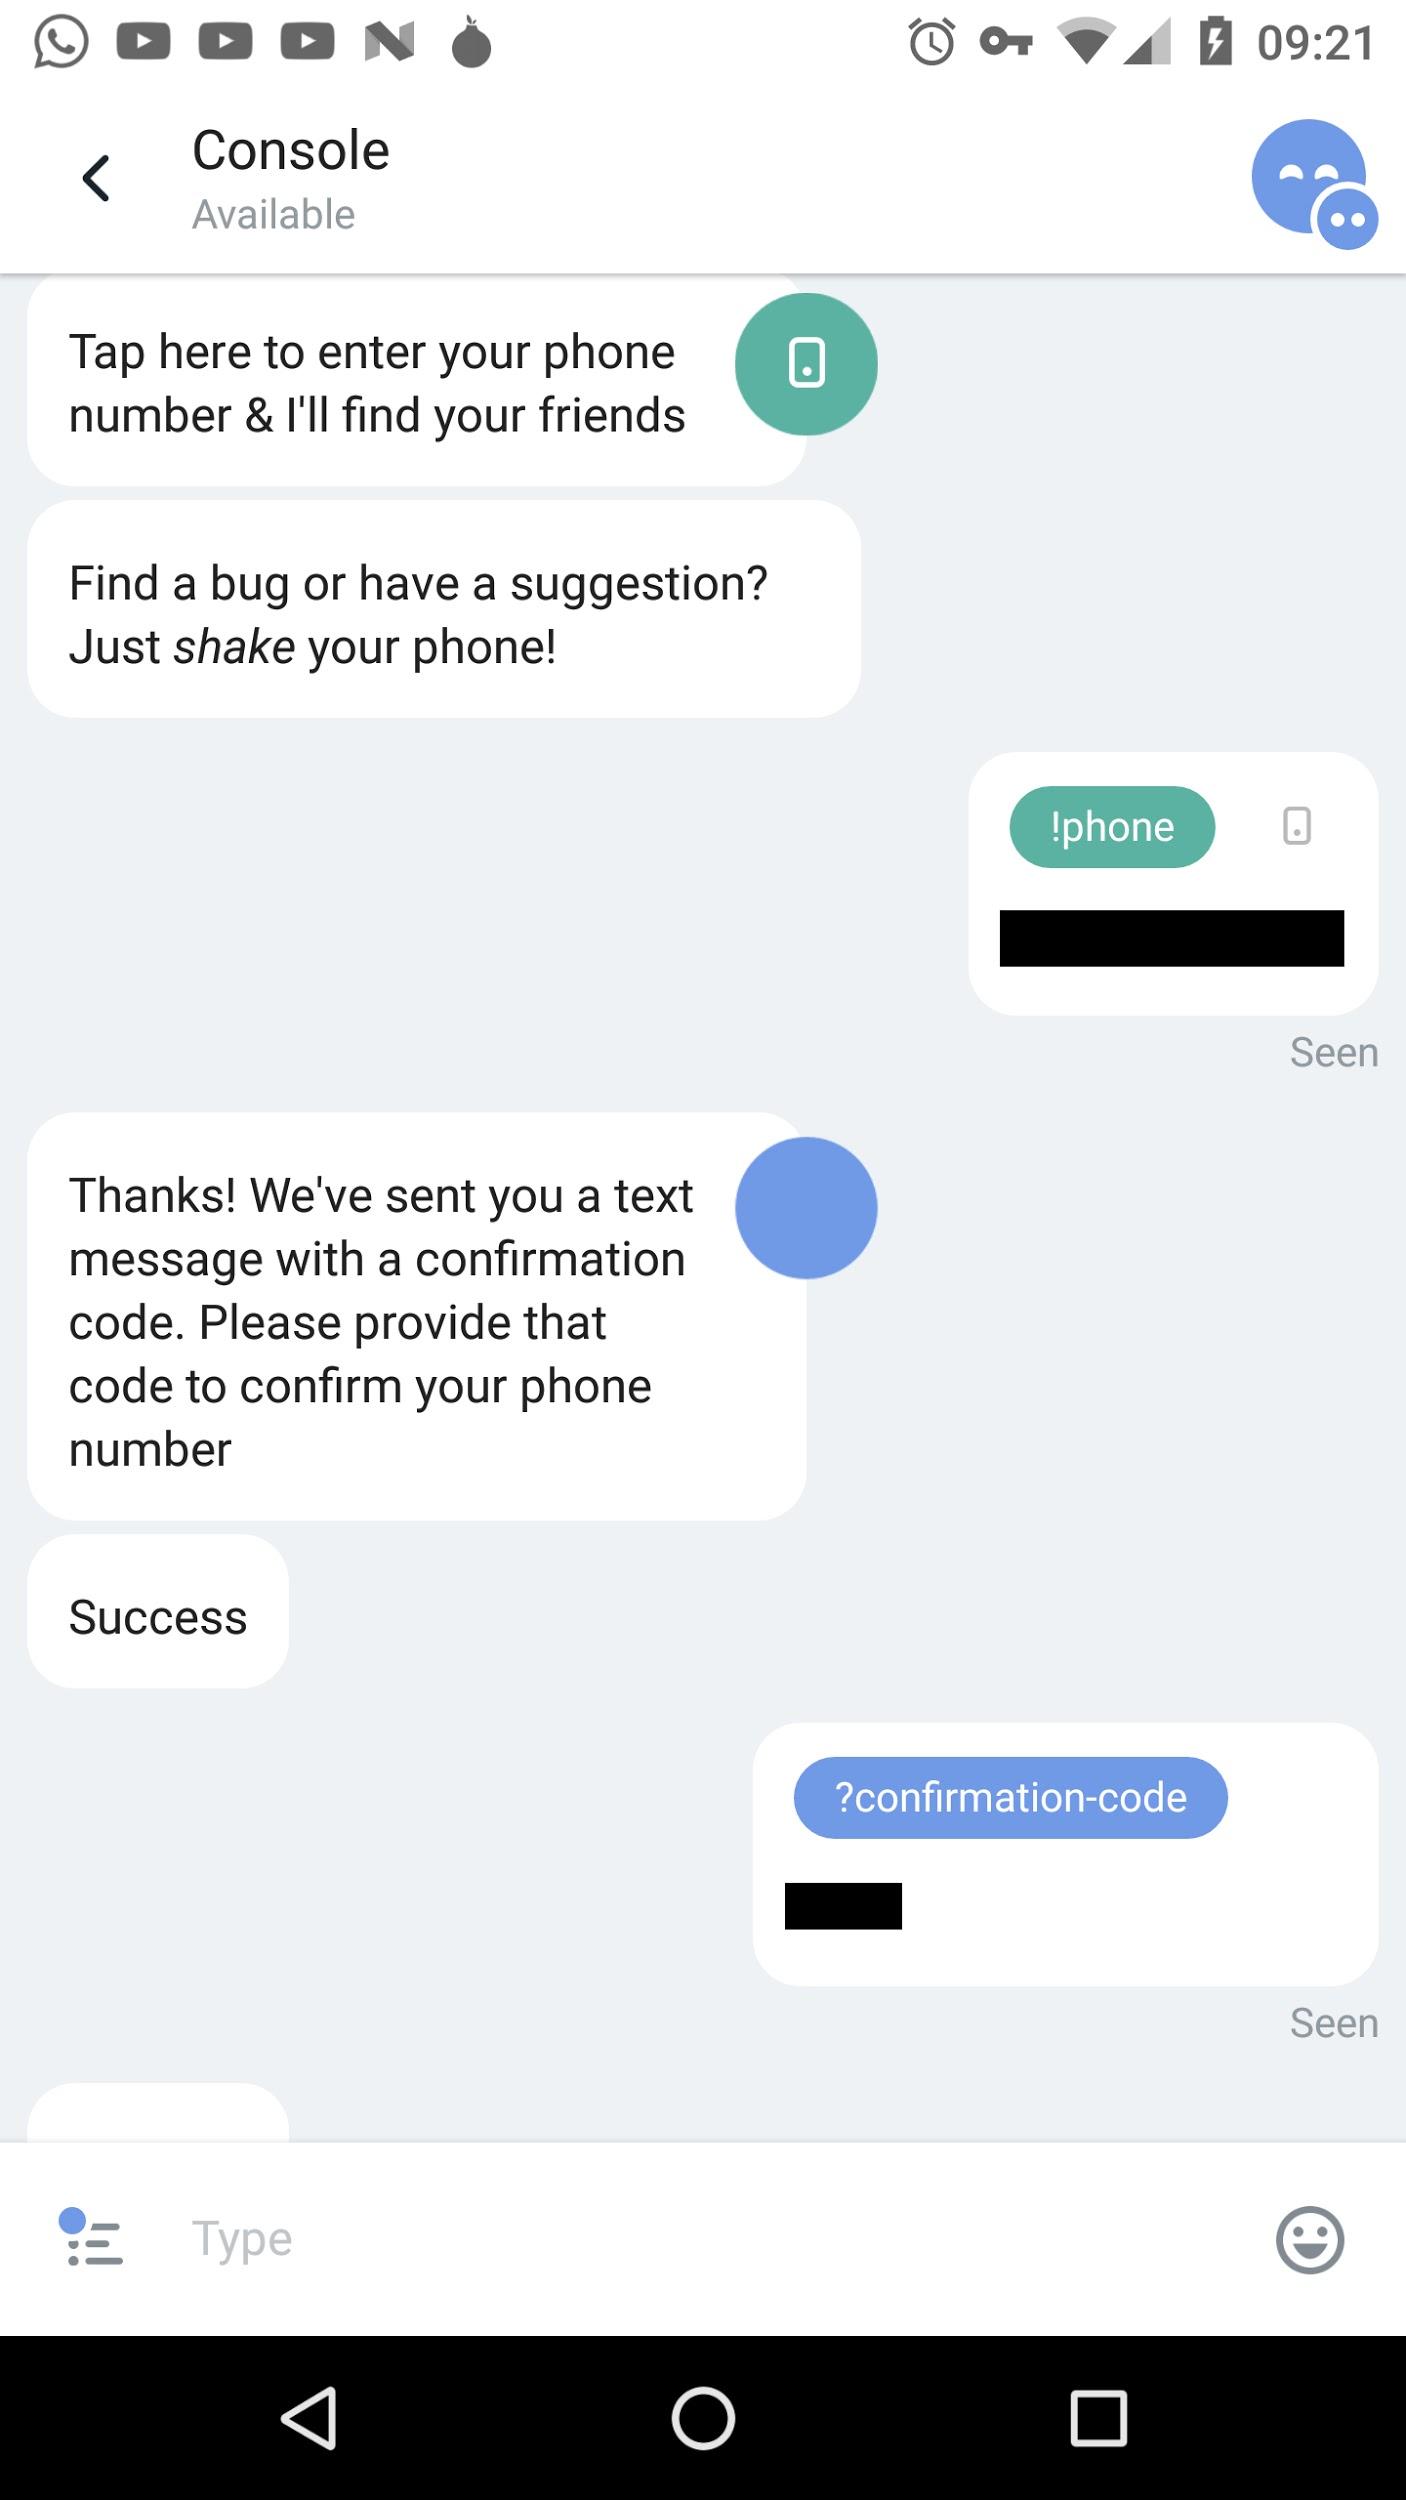 09:21
Console
Available
Tap here to enter your phone
number & I'll find your friends
Find a bug or have a suggestion?
Just shake your phone!
!phone
Seen
Thanks! We've sent you a text
message with a confirmation
code. Please provide that
code to confirm your phone
number
Success
?confirmation-code
Seen
Type